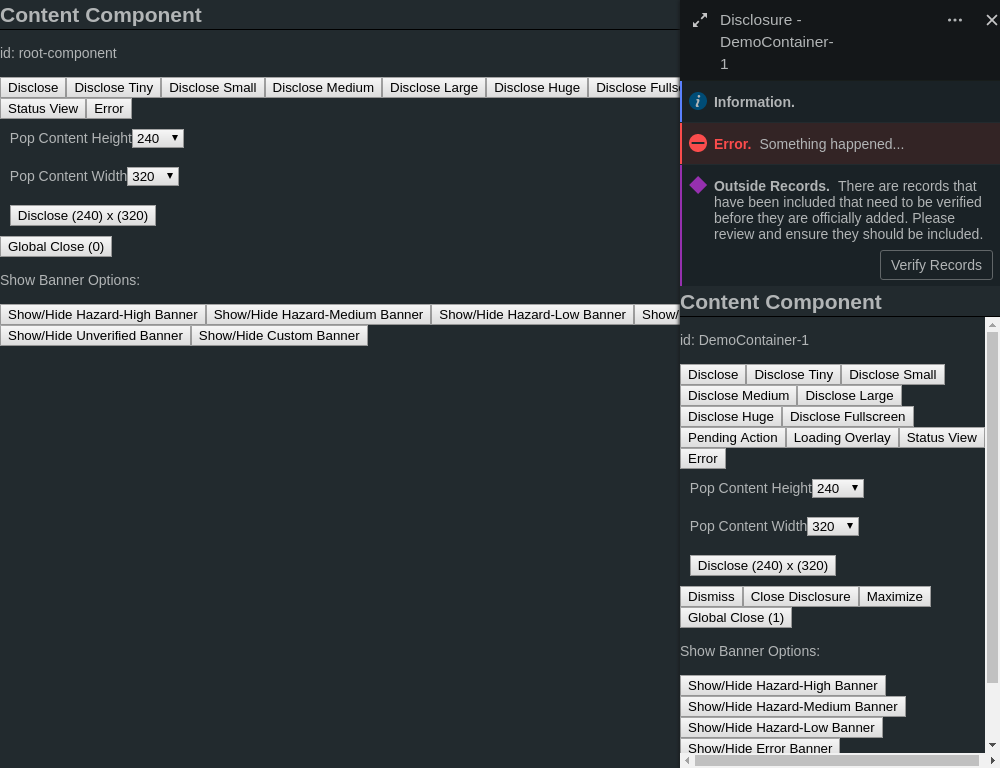 Content Component
id: root-component
Disclose Disclose Tiny Disclose Small Disclose Medium Disclose Large Disclose Huge Disclose
Status View Error
Pop Content Height 240
Pop Content Width 320
Disclose (240) x (320)
Global Close (0)
Show Banner Options:
Show/Hide Hazard-High Banner Show/Hide Hazard-Medium Banner Show/Hide Hazard-Low Banner Show/
Show/Hide Unverified Banner Show/Hide Custom Banner
Disclosure -
DemoContainer-
1
Information.
Error. Something happened...
Outside Records. There are records that
have been included that need to be verified
before they are officially added. Please
review and ensure they should be included.
Verify Records
Content Component
id: DemoContainer-1
Disclose Disclose Tiny Disclose Small
Disclose Medium Disclose Large
Disclose Huge Disclose Fullscreen
Pending Action Loading Overlay Status View
Error
Pop Content Height 240
Pop Content Width 320
Disclose (240) x (320)
Dismiss Close Disclosure Maximize
Global Close (1)
Show Banner Options:
Show/Hide Hazard-High Banner
Show/Hide Hazard-Medium Banner
Show/Hide Hazard-Low Banner
Show/Hide Error Banner